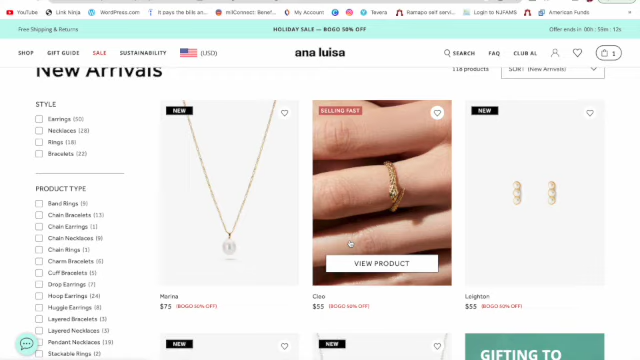 YouTube Link Ninja WordPress.com It pays the bills an... milConnect: Benef... Tevera Ramapo self servi... Login to NJFAMS American Funds
Free Shipping & Returns HOLIDAY SALE — BOGO 50% OFF Offer ends in 00h : 59m : 12s
SHOP GIFT GUIDE SALE SUSTAINABILITY (USD) ana luisa SEARCH FAQ CLUB AL 1
New Arrivals 118 products SORT (New Arrivals)
STYLE
Earrings (50)
Necklaces (28)
Rings (18)
Bracelets (22)
PRODUCT TYPE
Band Rings (9)
Chain Bracelets (13)
Chain Earrings (1)
Chain Necklaces (9)
Chain Rings (1)
Charm Bracelets (6)
Cuff Bracelets (5)
Drop Earrings (7)
Hoop Earrings (24)
Huggie Earrings (8)
Layered Bracelets (3)
Layered Necklaces (3)
Pendant Necklaces (19)
Stackable Rings (2)
NEW
SELLING FAST
NEW
VIEW PRODUCT
Marina
$75 (BOGO 50% OFF)
Cleo
$55 (BOGO 50% OFF)
Leighton
$55 (BOGO 50% OFF)
NEW
NEW
GIFTING TO